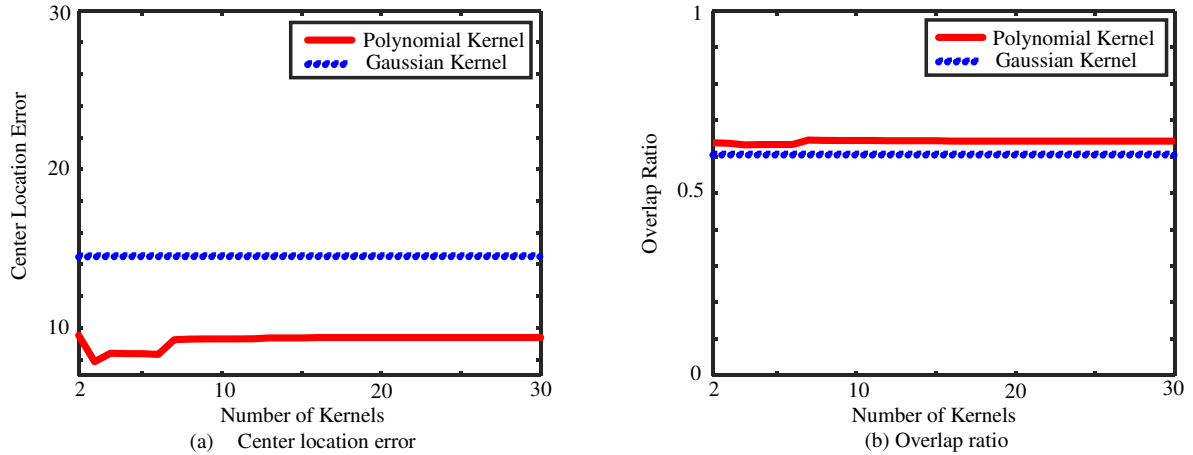 30
20
10
2
10
20
30
Center Location Error
Number of Kernels
Polynomial Kernel
Gaussian Kernel
(a) Center location error
1
0.5
0
2
10
20
30
Overlap Ratio
Number of Kernels
Polynomial Kernel
Gaussian Kernel
(b) Overlap ratio